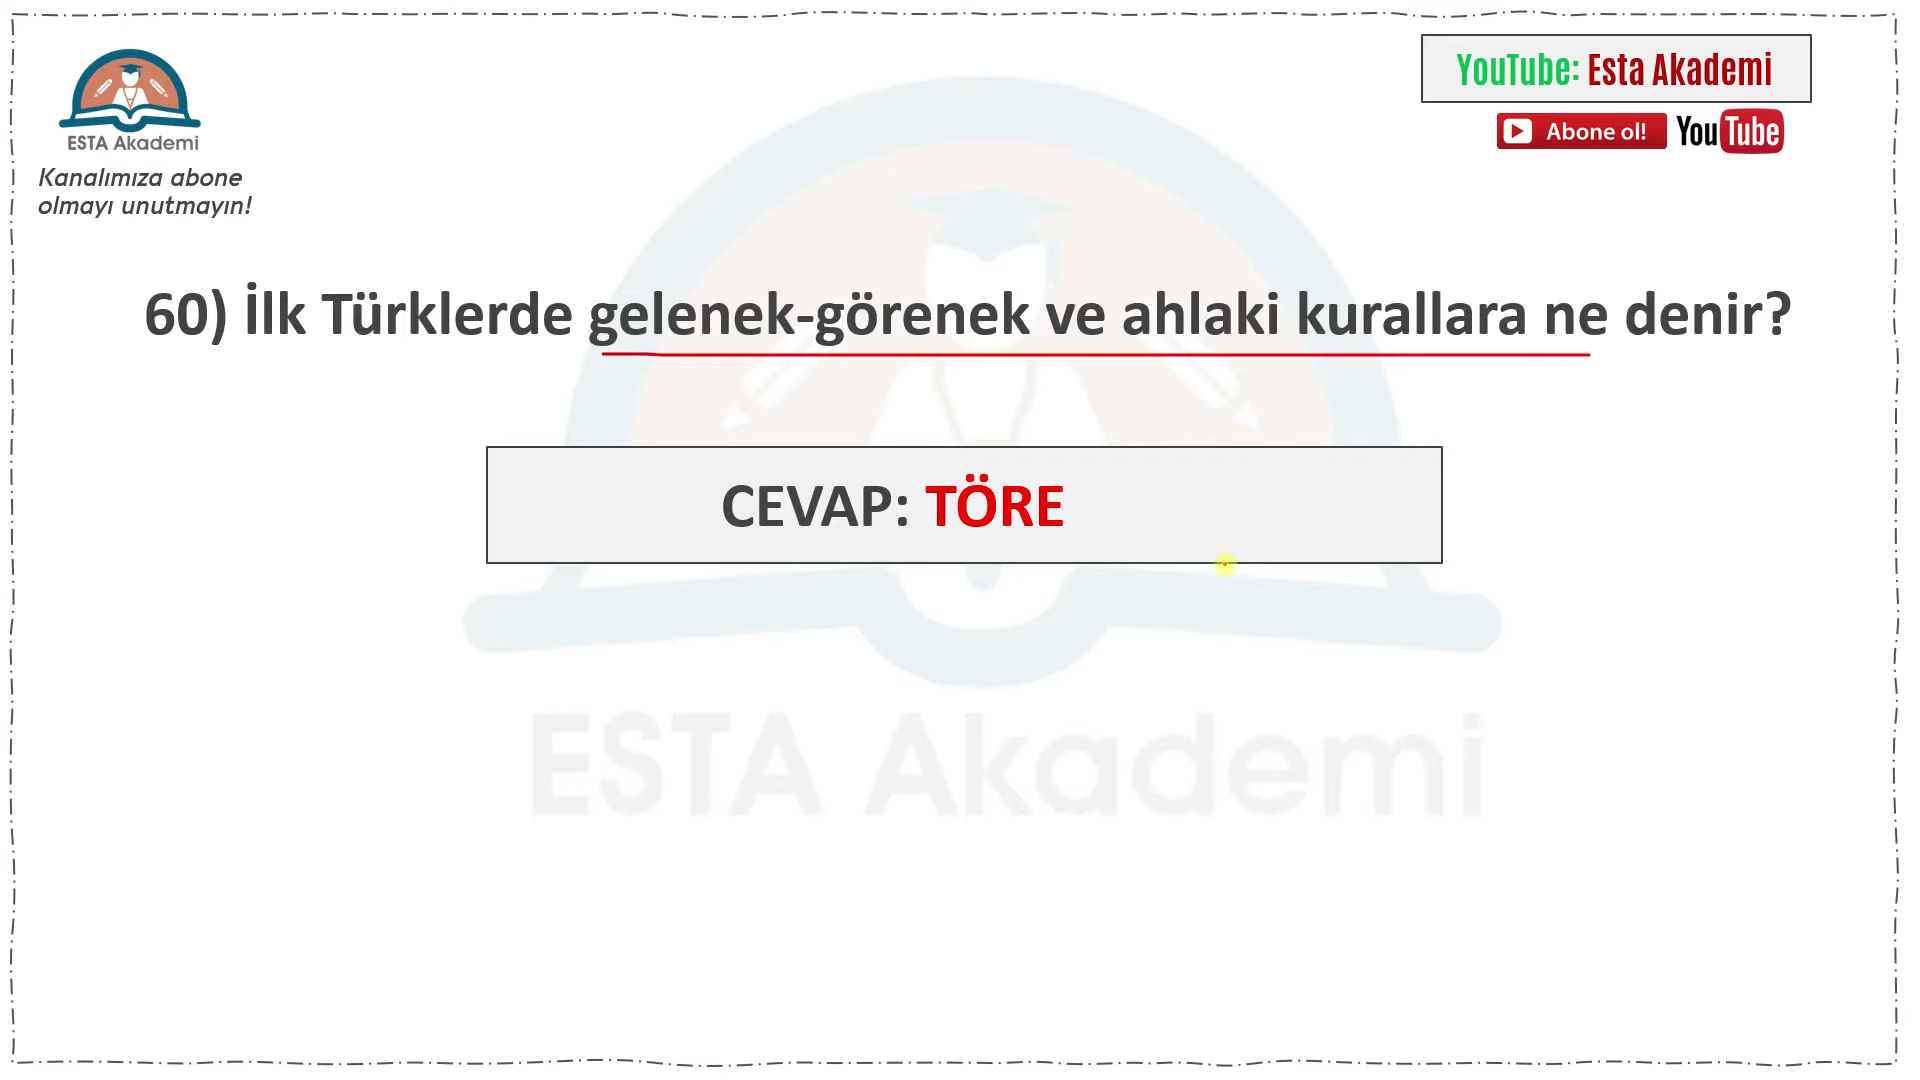 YouTube: Esta Akademi
Abone ol! YouTube
ESTA Akademi
Kanalımıza abone
olmayı unutmayın!
60) İlk Türklerde gelenek-görenek ve ahlaki kurallara ne denir?
CEVAP: TÖRE
ESTA Akademi